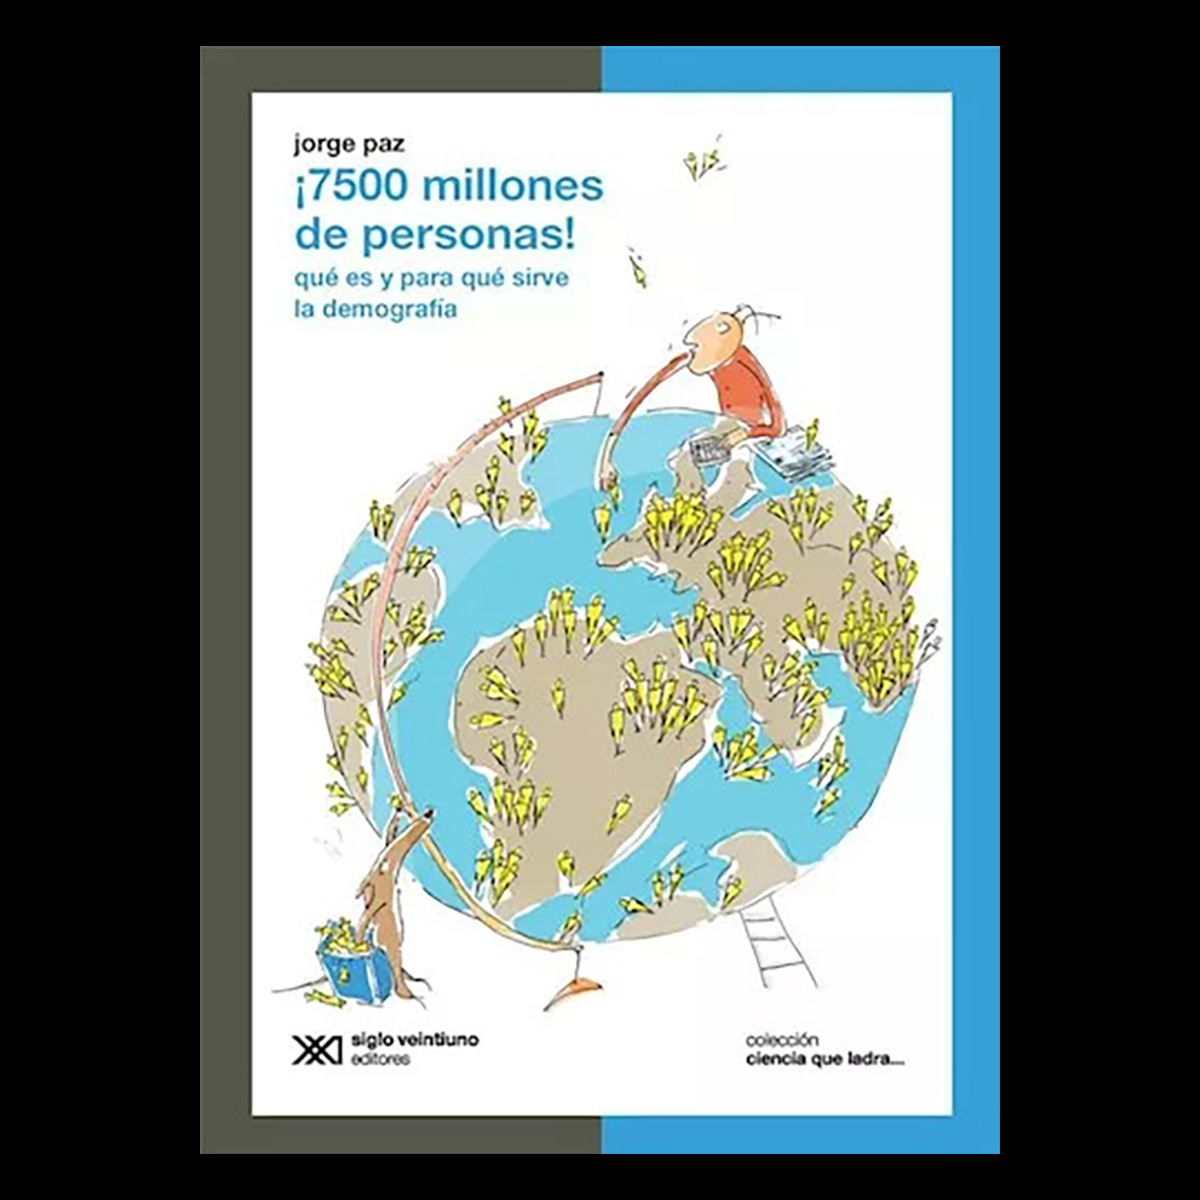 jorge paz
¡7500 millones
de personas!
qué es y para qué sirve
la demografía
siglo veintiuno
editores
colección
ciencia que ladra...